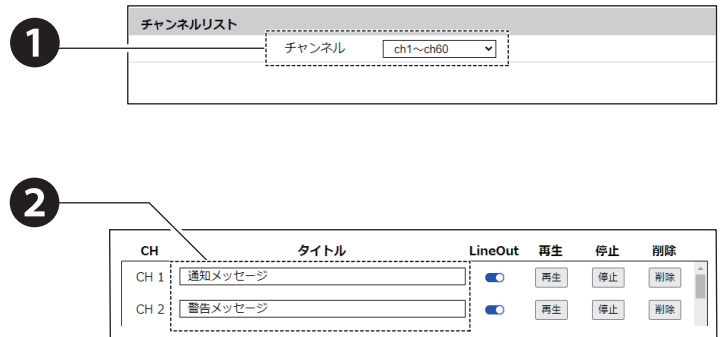 チャンネルリスト
1
チャンネル ch1～ch60
2
CH タイトル LineOut 再生 停止 削除
CH 1 通知メッセージ 再生 停止 削除
CH 2 警告メッセージ 再生 停止 削除